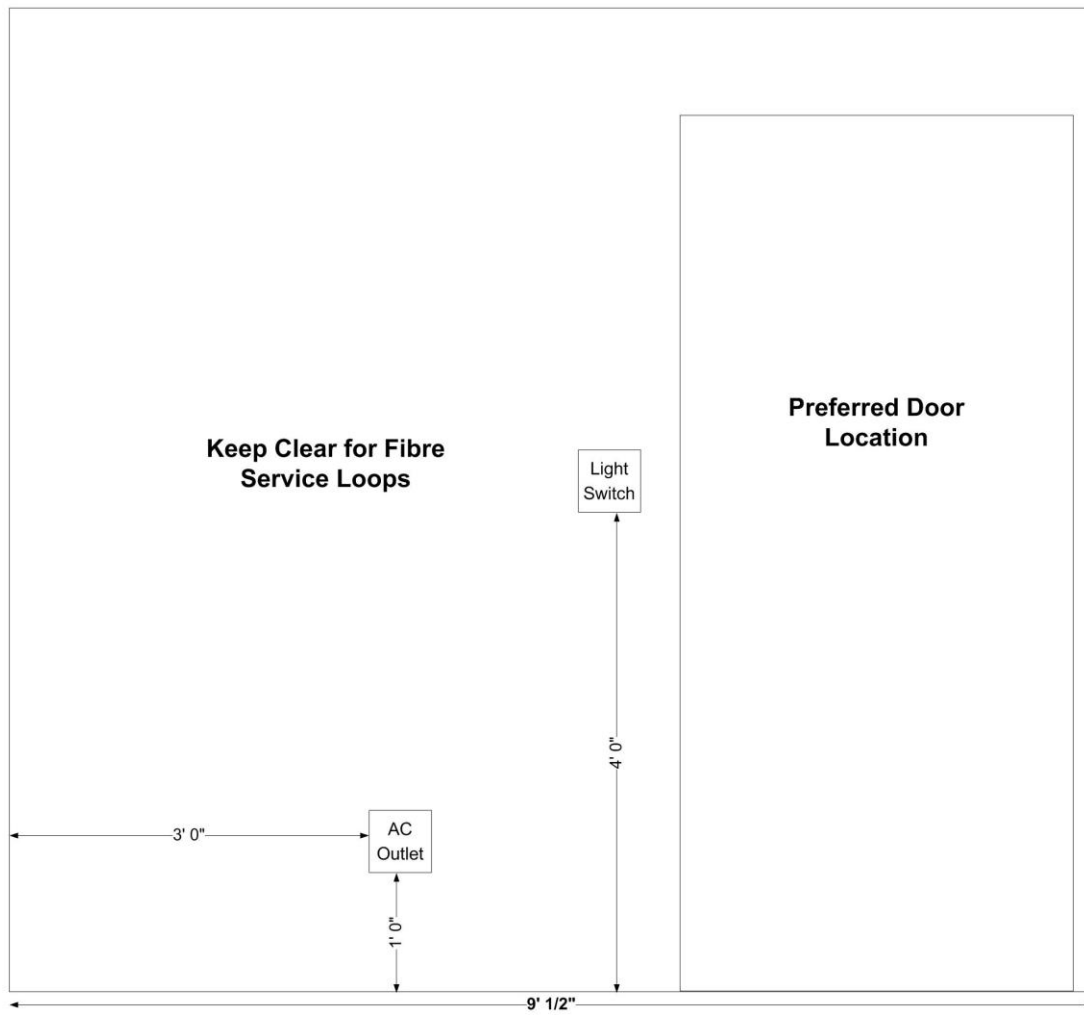 Preferred Door
Location
Keep Clear for Fibre
Service Loops
Light
Switch
4' 0"
3' 0"
AC
Outlet
1' 0"
9' 1/2"